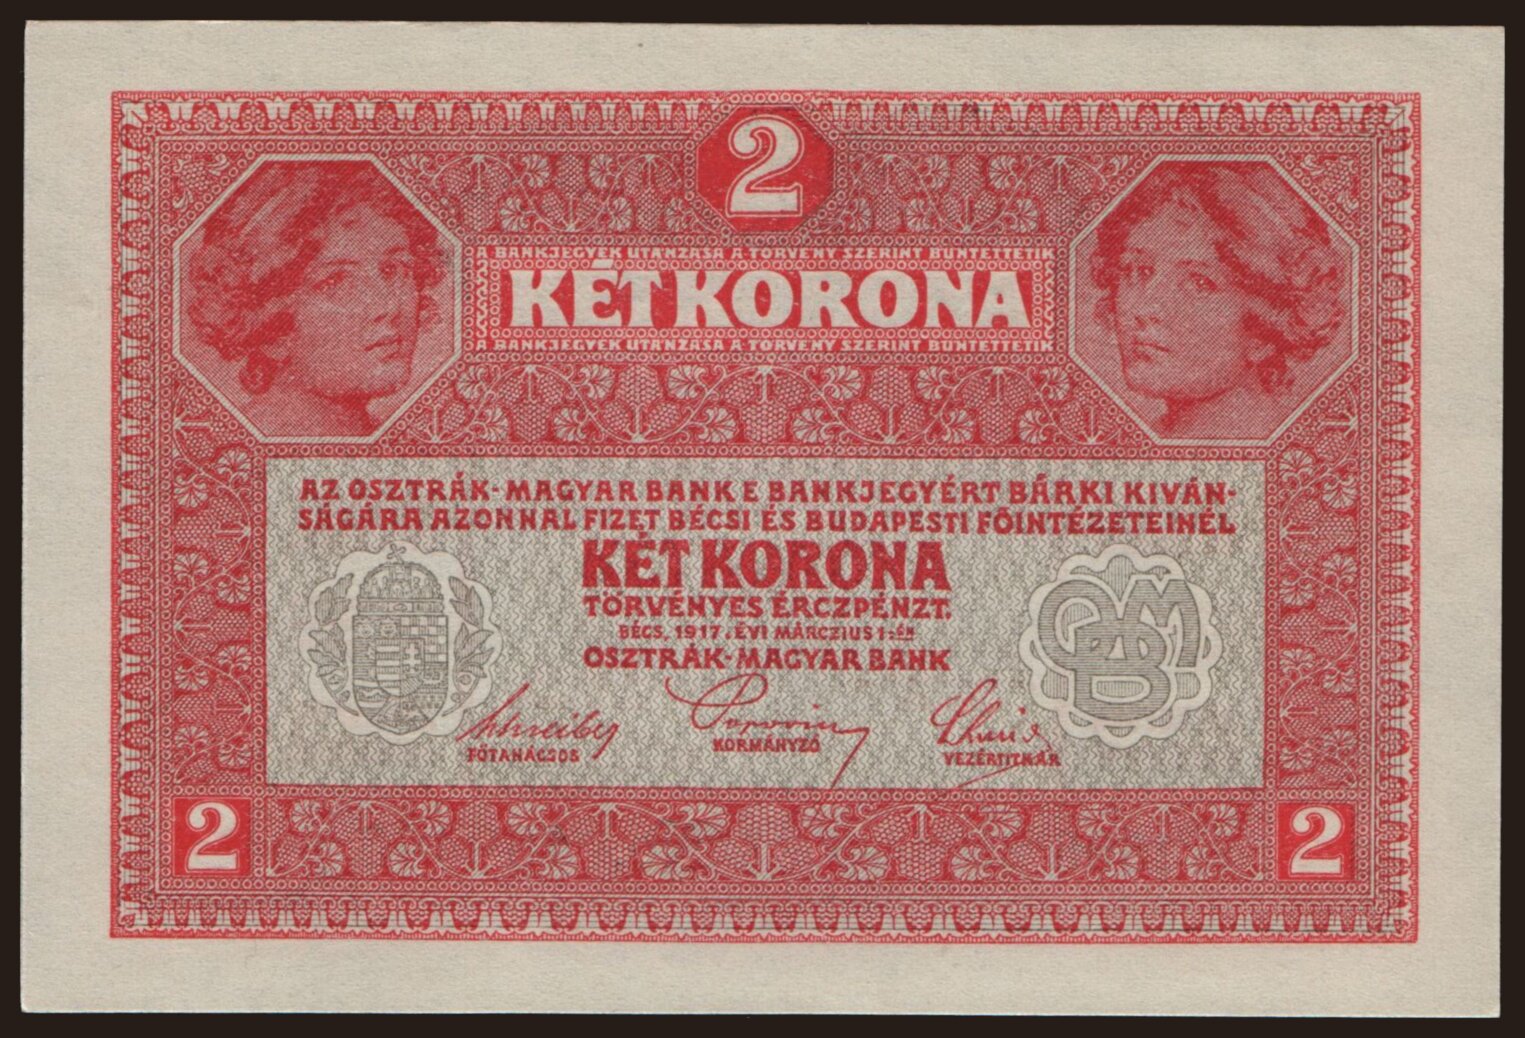 2
A BANKJEGYEK UTÁNZÁSA A TÖRVÉNY SZERINT BÜNTETTETIK
KÉT KORONA
A BANKJEGYEK UTÁNZÁSA A TÖRVÉNY SZERINT BÜNTETTETIK
AZ OSZTRÁK-MAGYAR BANK E BANKJEGYÉRT BÁRKI KIVÁN-
SÁGÁRA AZONNAL FIZET BÉCSI ÉS BUDAPESTI FŐINTÉZETEINÉL
KÉT KORONA
TÖRVÉNYES ÉRCZPÉNZT.
BÉCS, 1917. ÉVI MÁRCZIUS 1-ÉN
OSZTRÁK-MAGYAR BANK
Popovics
FŐTANÁCSOS
KORMÁNYZÓ
VEZÉRTITKÁR
2
2